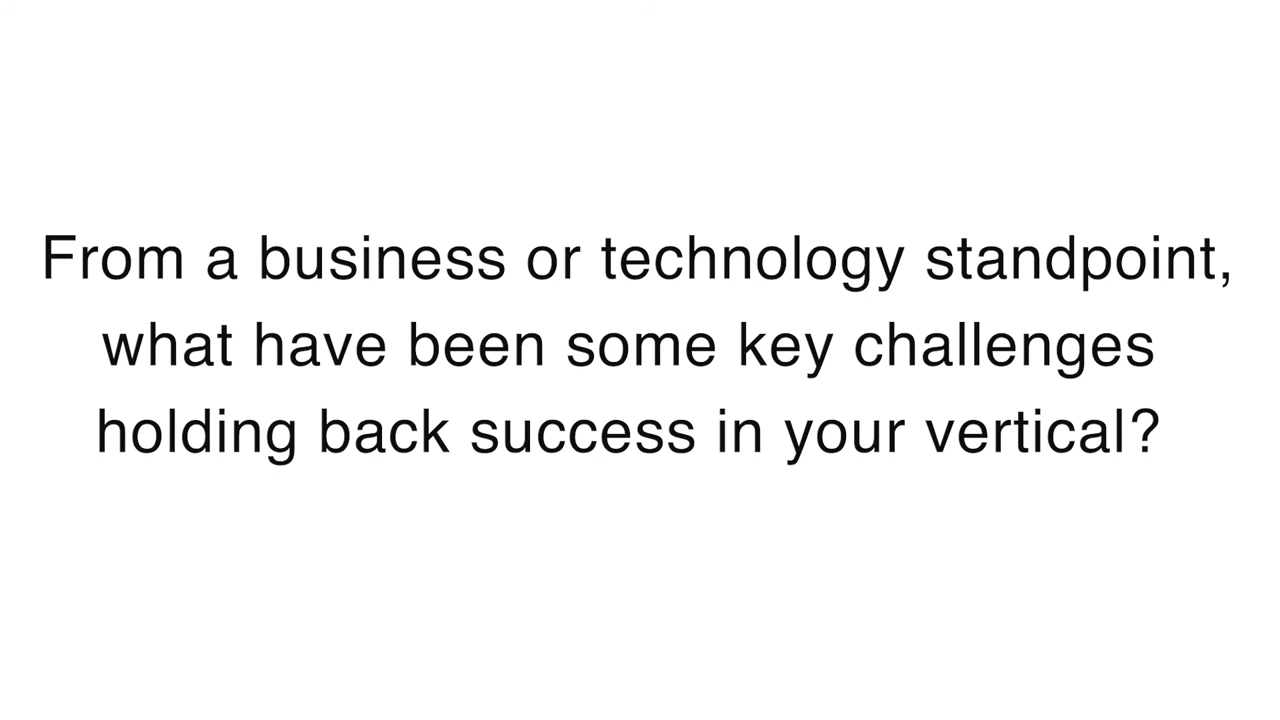 From a business or technology standpoint,
what have been some key challenges
holding back success in your vertical?